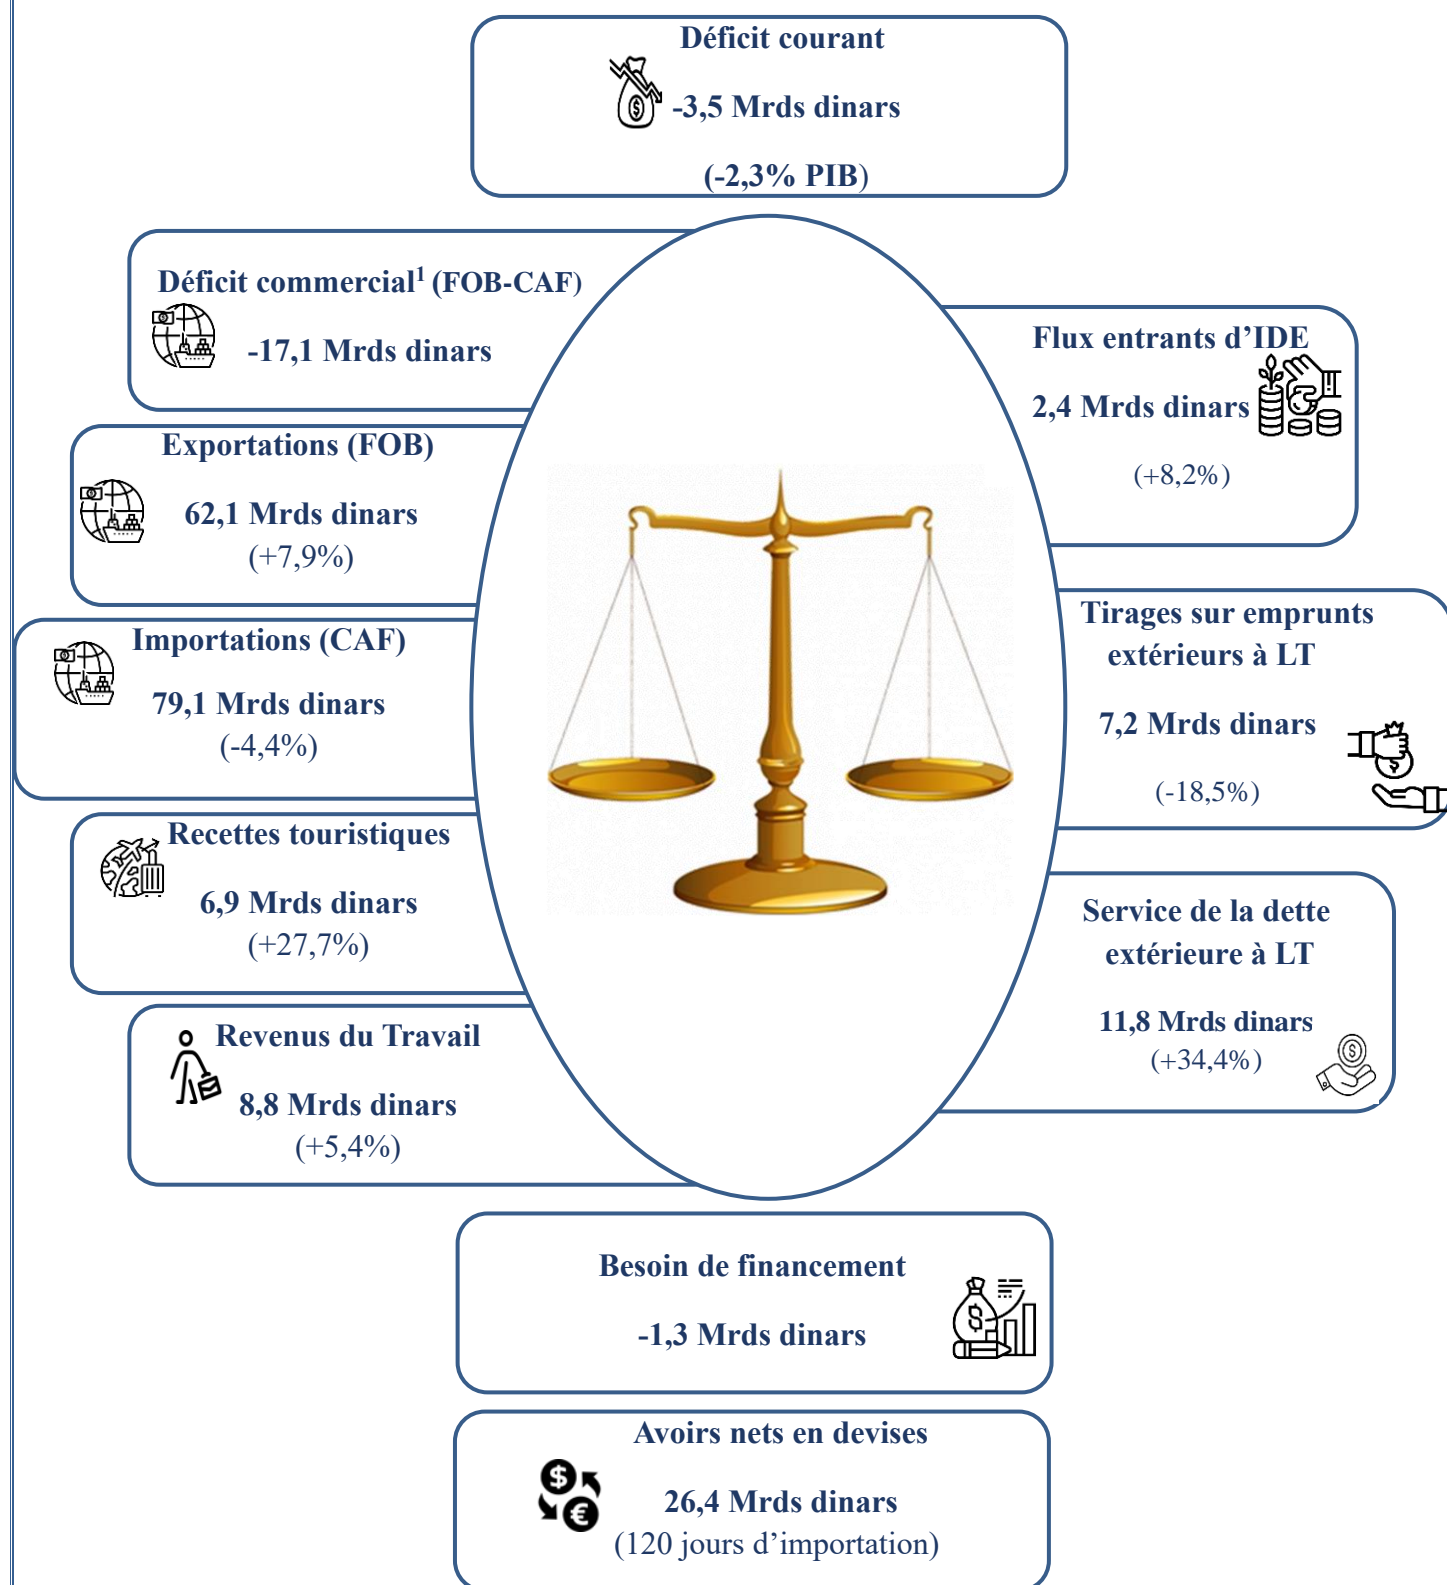 Déficit courant
-3,5 Mrds dinars
(-2,3% PIB)
Déficit commercial¹ (FOB-CAF)
-17,1 Mrds dinars
Exportations (FOB)
62,1 Mrds dinars
(+7,9%)
Importations (CAF)
79,1 Mrds dinars
(-4,4%)
Recettes touristiques
6,9 Mrds dinars
(+27,7%)
Revenus du Travail
8,8 Mrds dinars
(+5,4%)
Flux entrants d’IDE
2,4 Mrds dinars
(+8,2%)
Tirages sur emprunts
extérieurs à LT
7,2 Mrds dinars
(-18,5%)
Service de la dette
extérieure à LT
11,8 Mrds dinars
(+34,4%)
Besoin de financement
-1,3 Mrds dinars
Avoirs nets en devises
26,4 Mrds dinars
(120 jours d’importation)